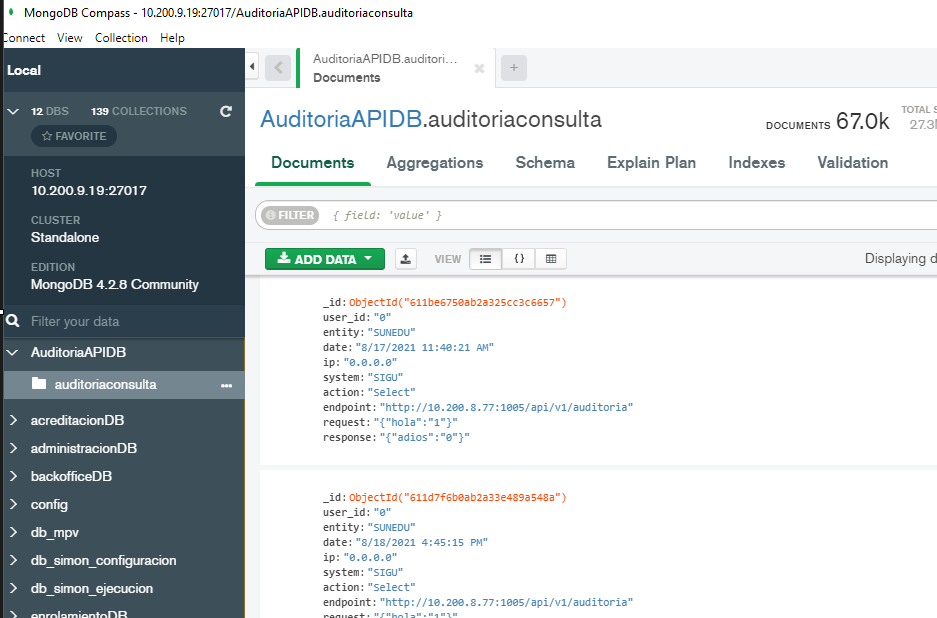 MongoDB Compass - 10.200.9.19:27017/AuditoriaAPIDB.auditoriaconsulta
Connect View Collection Help
Local
12 DBS 139 COLLECTIONS
FAVORITE
HOST
10.200.9.19:27017
CLUSTER
Standalone
EDITION
MongoDB 4.2.8 Community
Filter your data
AuditoriaAPIDB
auditoriaconsulta
acreditacionDB
administracionDB
backofficeDB
config
db_mpv
db_simon_configuracion
db_simon_ejecucion
enrolamientoDB
AuditoriaAPIDB.auditori...
Documents
AuditoriaAPIDB.auditoriaconsulta
DOCUMENTS 67.0k
TOTAL S
27.3
Documents Aggregations Schema Explain Plan Indexes Validation
FILTER { field: 'value' }
ADD DATA VIEW {} Displaying d
_id: ObjectId("611be6750ab2a325cc3c6657")
user_id: "0"
entity: "SUNEDU"
date: "8/17/2021 11:40:21 AM"
ip: "0.0.0.0"
system: "SIGU"
action: "Select"
endpoint: "http://10.200.8.77:1005/api/v1/auditoria"
request: "{"hola":"1"}"
response: "{"adios":"0"}"
_id: ObjectId("611d7f6b0ab2a33e489a548a")
user_id: "0"
entity: "SUNEDU"
date: "8/18/2021 4:45:15 PM"
ip: "0.0.0.0"
system: "SIGU"
action: "Select"
endpoint: "http://10.200.8.77:1005/api/v1/auditoria"
request: "{"hola":"1"}"